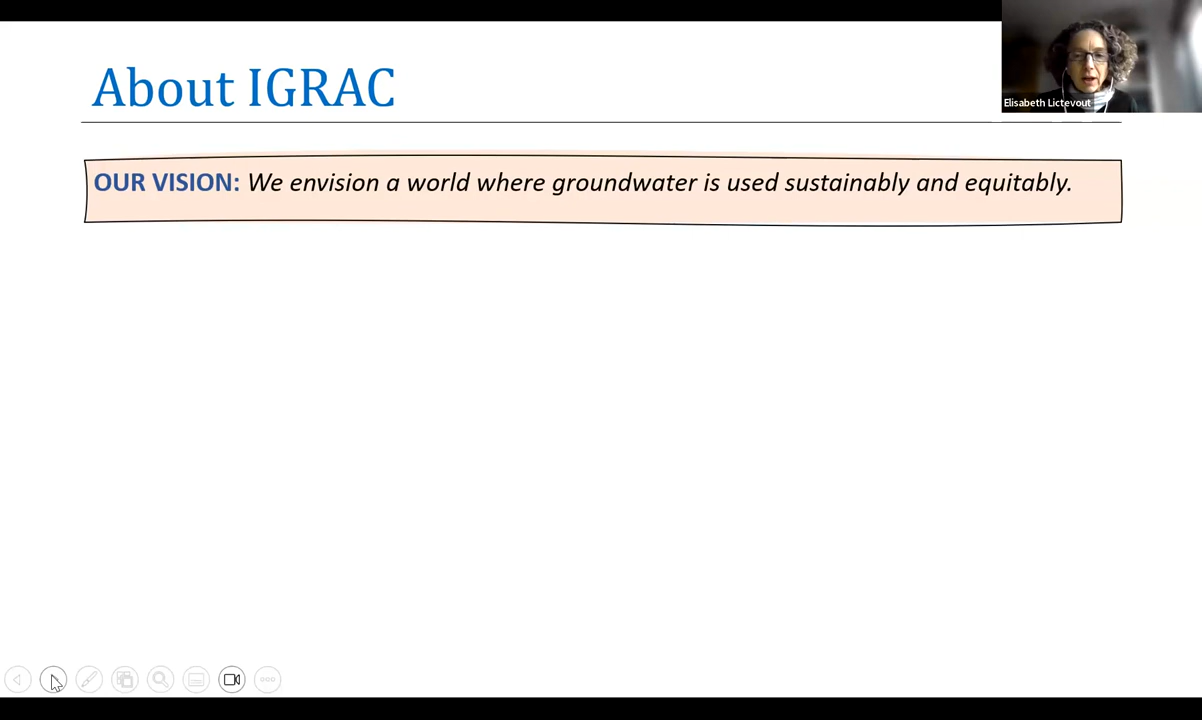 About IGRAC
Elisabeth Lictevout
OUR VISION: We envision a world where groundwater is used sustainably and equitably.